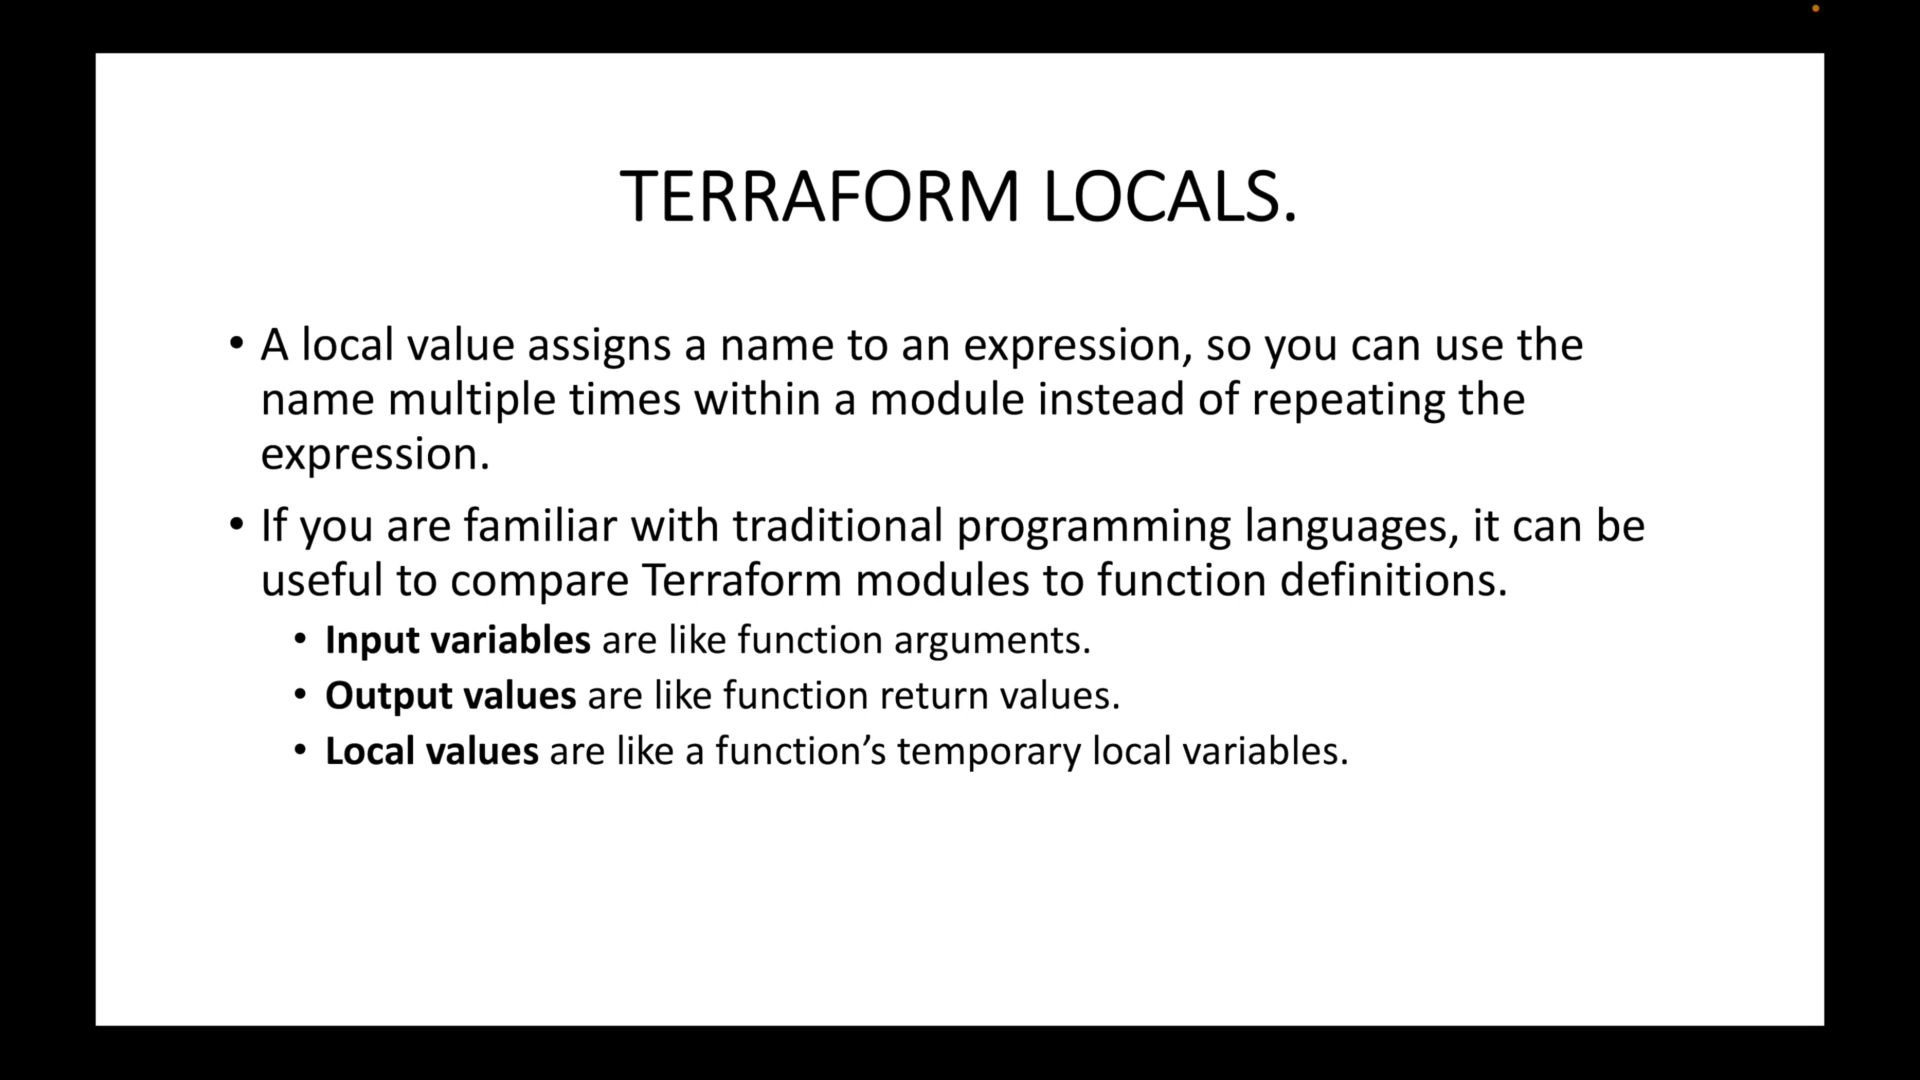 TERRAFORM LOCALS.
• A local value assigns a name to an expression, so you can use the
name multiple times within a module instead of repeating the
expression.
• If you are familiar with traditional programming languages, it can be
useful to compare Terraform modules to function definitions.
• Input variables are like function arguments.
• Output values are like function return values.
• Local values are like a function’s temporary local variables.